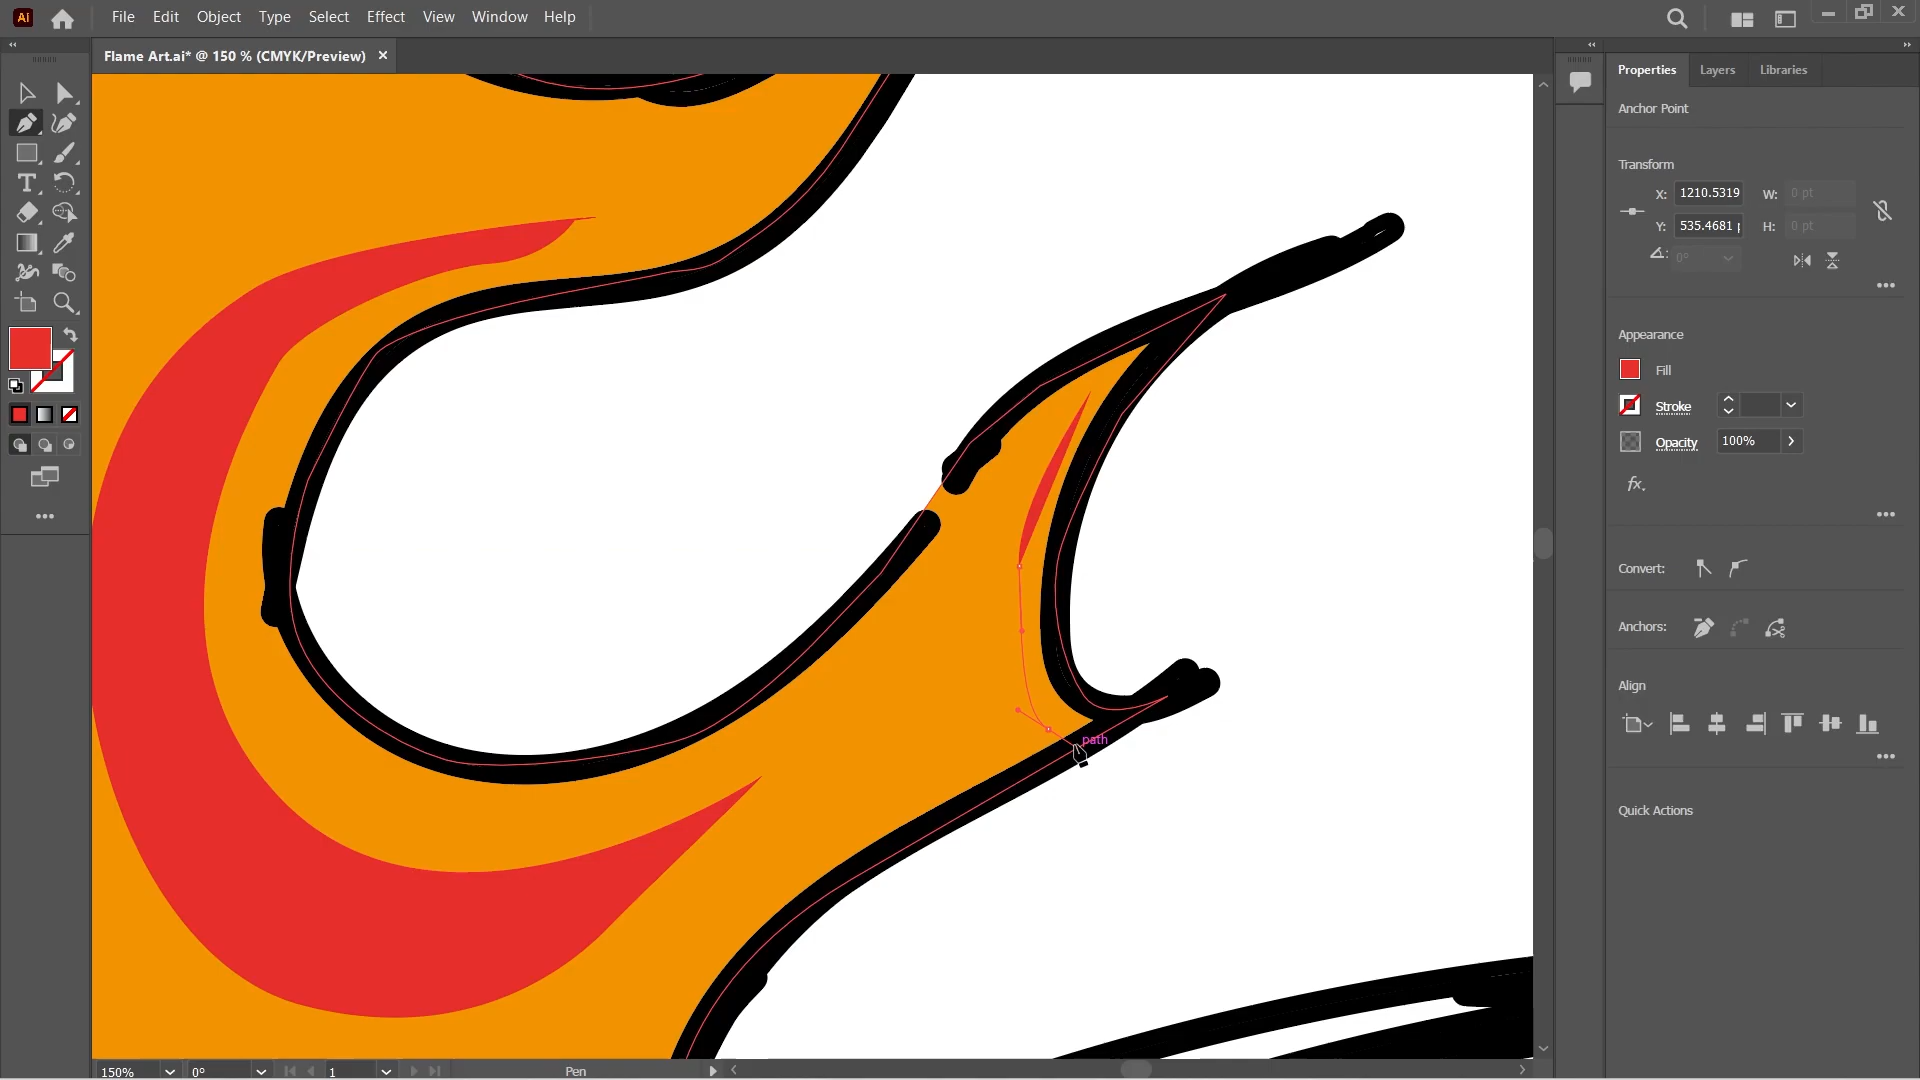 Ai File Edit Object Type Select Effect View Window Help
Flame Art.ai* @ 150 % (CMYK/Preview) ×
Properties Layers Libraries
Anchor Point
Transform
X: 1210.5319 W: 0 pt
Y: 535.4681 p H: 0 pt
0°
Appearance
Fill
Stroke
Opacity 100%
fx.
Convert:
Anchors:
Align
Quick Actions
path
150% 0° 1 Pen